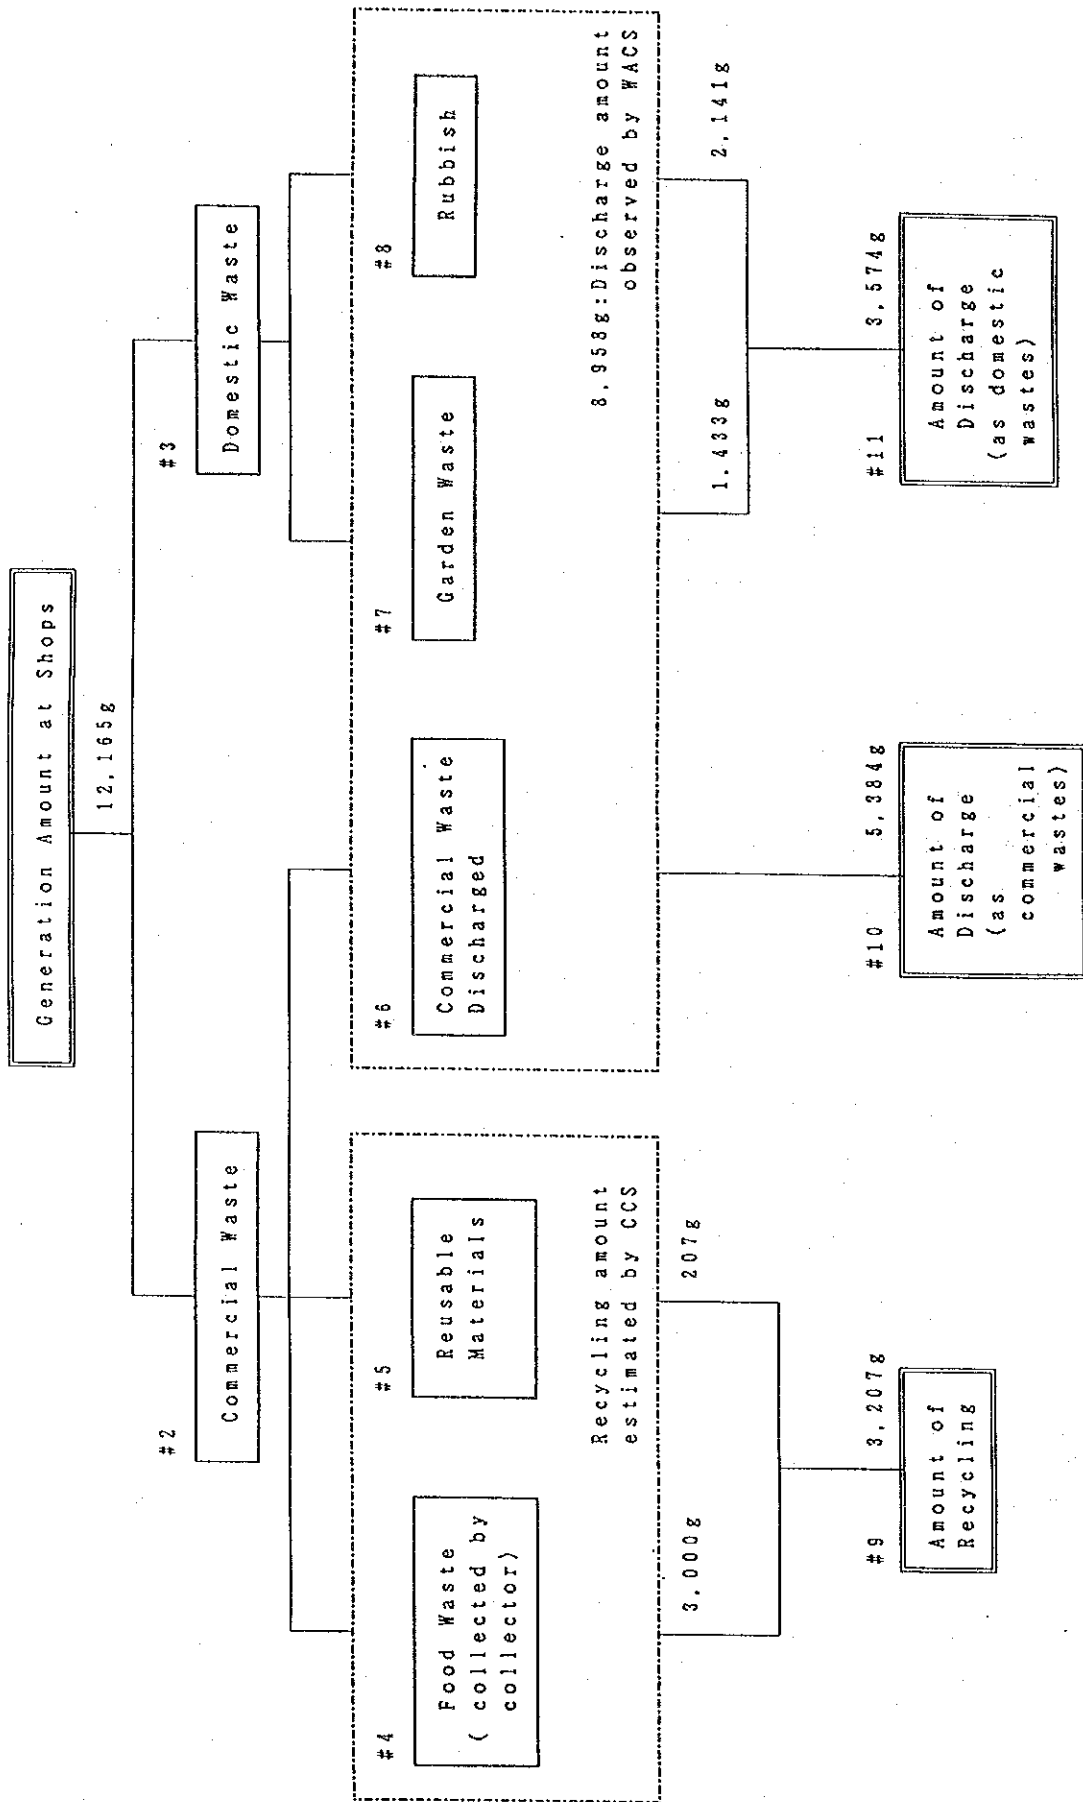 Generation Amount at Shops
12,165g
#2
Commercial Waste
#3
Domestic Waste
#4
Food Waste
( collected by
collector)
#5
Reusable
Materials
#6
Commercial Waste
Discharged
#7
Garden Waste
#8
Rubbish
Recycling amount
estimated by CCS
8,958g:Discharge amount
observed by WACS
3,000g
207g
1.433g
2,141g
#9
3,207g
Amount of
Recycling
#10
5,384g
Amount of
Discharge
(as
commercial
wastes)
#11
3,574g
Amount of
Discharge
(as domestic
wastes)